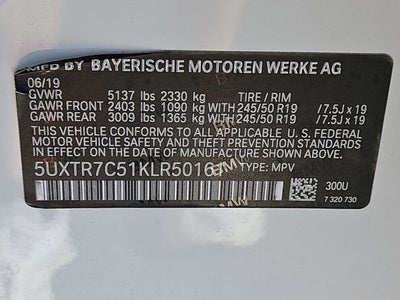 MFD BY BAYERISCHE MOTOREN WERKE AG
06/19
GVWR 5137 lbs 2330 kg TIRE / RIM
GAWR FRONT 2403 lbs 1090 kg WITH 245/50 R19 / 7.5J x 19
GAWR REAR 3009 lbs 1365 kg WITH 245/50 R19 / 7.5J x 19
THIS VEHICLE CONFORMS TO ALL APPLICABLE U.S. FEDERAL
MOTOR VEHICLE SAFETY AND THEFT PREVENTION STANDARDS
IN EFFECT ON THE DATE OF MANUFACTURE SHOWN ABOVE.
TYPE: MPV
300U
7 320 730